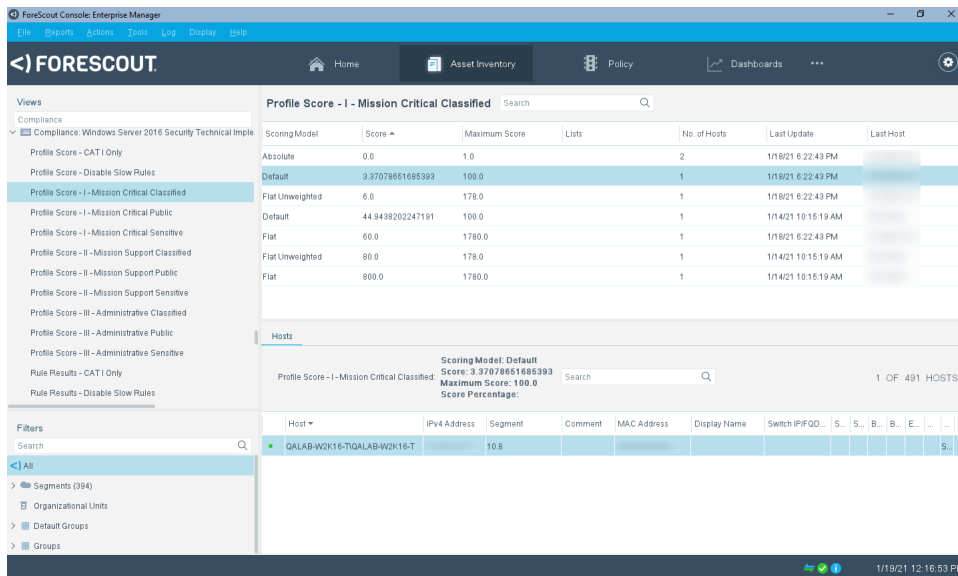 ForeScout Console: Enterprise Manager
File Reports Actions Tools Log Display Help
<) FORESCOUT.
Home
Asset Inventory
Policy
Dashboards
•••
Views
Compliance
Compliance: Windows Server 2016 Security Technical Imple
Profile Score - CAT I Only
Profile Score - Disable Slow Rules
Profile Score - I - Mission Critical Classified
Profile Score - I - Mission Critical Public
Profile Score - I - Mission Critical Sensitive
Profile Score - II - Mission Support Classified
Profile Score - II - Mission Support Public
Profile Score - II - Mission Support Sensitive
Profile Score - III - Administrative Classified
Profile Score - III - Administrative Public
Profile Score - III - Administrative Sensitive
Rule Results - CAT I Only
Rule Results - Disable Slow Rules
Filters
Search
All
Segments (394)
Organizational Units
Default Groups
Groups
Profile Score - I - Mission Critical Classified Search
Scoring Model Score Maximum Score Lists No. of Hosts Last Update Last Host
Absolute 0.0 1.0 2 1/18/21 6:22:43 PM
Default 3.37078651685393 100.0 1 1/18/21 6:22:43 PM
Flat Unweighted 6.0 178.0 1 1/18/21 6:22:43 PM
Default 44.9438202247191 100.0 1 1/14/21 10:15:19 AM
Flat 60.0 1780.0 1 1/18/21 6:22:43 PM
Flat Unweighted 80.0 178.0 1 1/14/21 10:15:19 AM
Flat 800.0 1780.0 1 1/14/21 10:15:19 AM
Hosts
Profile Score - I - Mission Critical Classified:
Scoring Model: Default
Score: 3.37078651685393
Maximum Score: 100.0
Score Percentage:
Search
1 OF 491 HOSTS
Host IPv4 Address Segment Comment MAC Address Display Name Switch IP/FQD... S... S... B... B... E... ... ...
QALAB-W2K16-T\QALAB-W2K16-T 10.8 S...
1/19/21 12:16:53 P